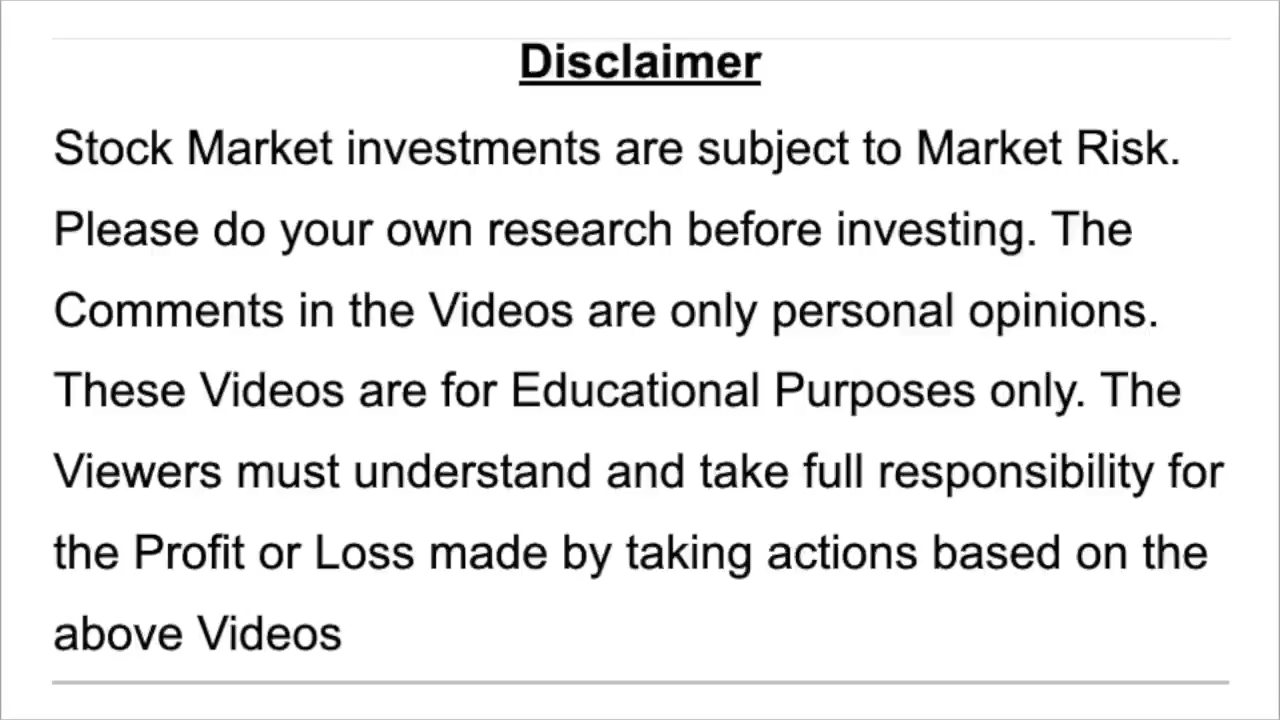 Disclaimer
Stock Market investments are subject to Market Risk.
Please do your own research before investing. The
Comments in the Videos are only personal opinions.
These Videos are for Educational Purposes only. The
Viewers must understand and take full responsibility for
the Profit or Loss made by taking actions based on the
above Videos